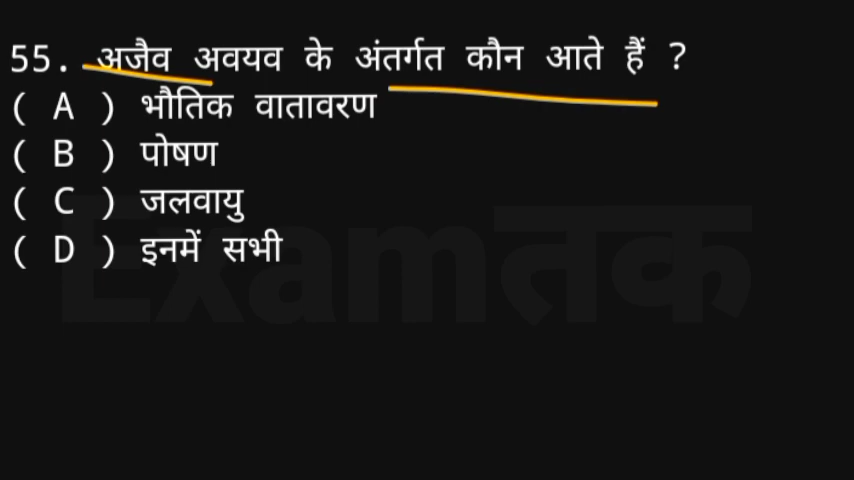 55. अजैव अवयव के अंतर्गत कौन आते हैं ?
( A ) भौतिक वातावरण
( B ) पोषण
( C ) जलवायु
( D ) इनमें सभी
Examतक